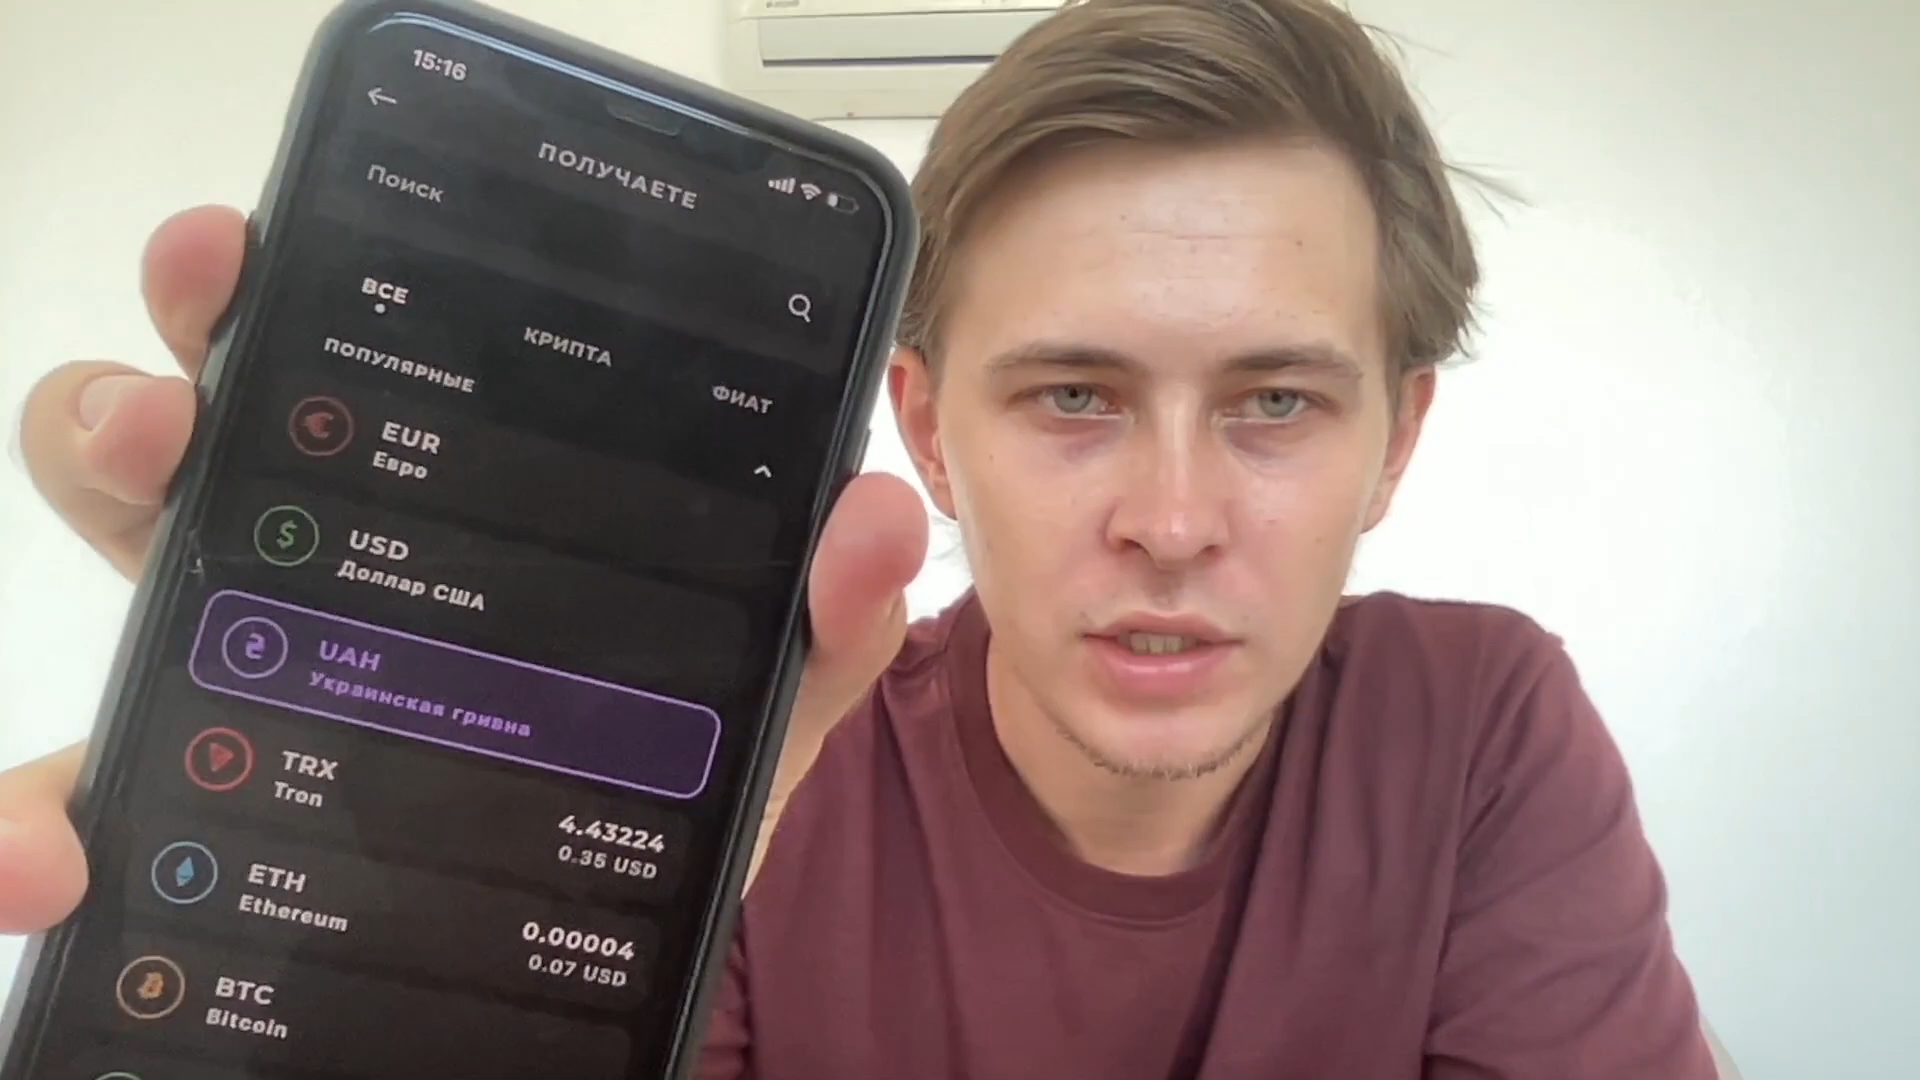 15:16
ПОЛУЧАЕТЕ
Поиск
ВСЕ
КРИПТА
ФИАТ
ПОПУЛЯРНЫЕ
EUR
Евро
USD
Доллар США
UAH
Украинская гривна
TRX
Tron
4.43224
0.35 USD
ETH
Ethereum
0.00004
0.07 USD
BTC
Bitcoin